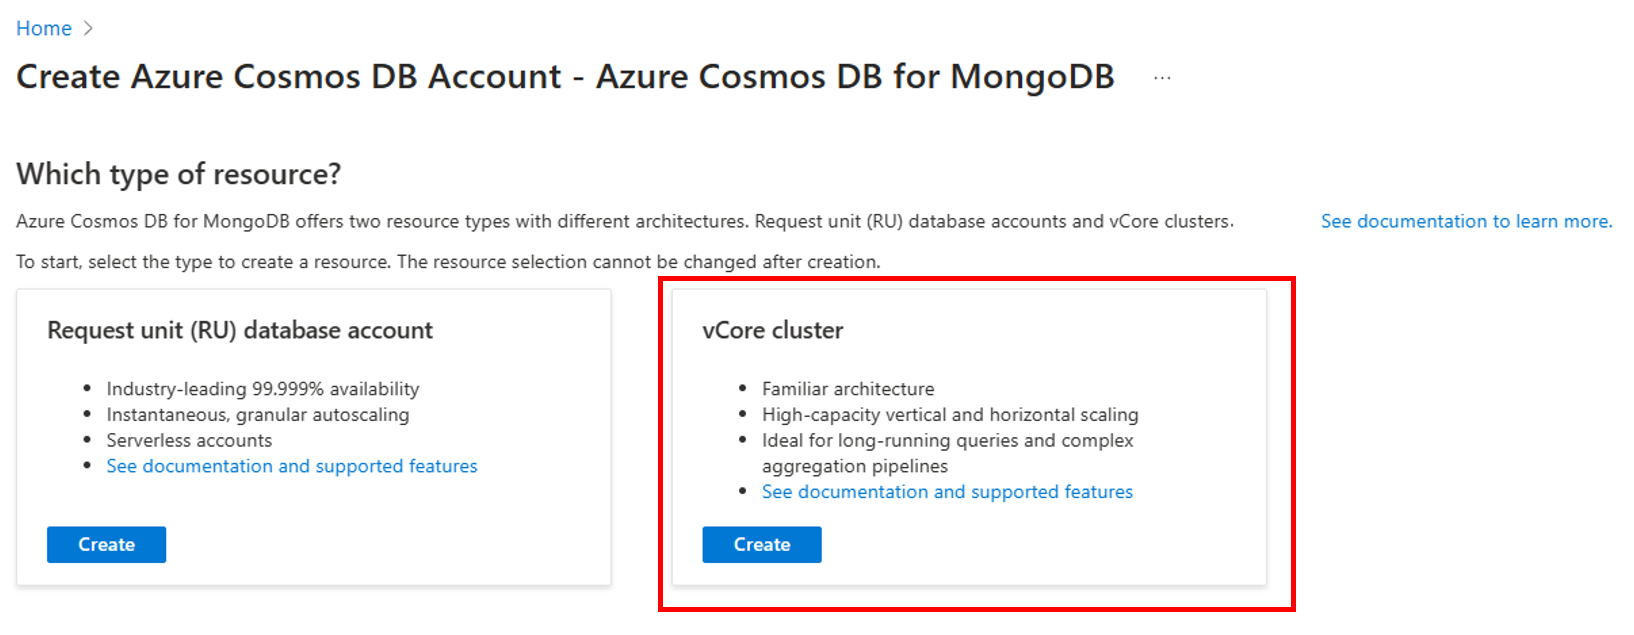 Home >
Create Azure Cosmos DB Account - Azure Cosmos DB for MongoDB ...
Which type of resource?
Azure Cosmos DB for MongoDB offers two resource types with different architectures. Request unit (RU) database accounts and vCore clusters. See documentation to learn more.
To start, select the type to create a resource. The resource selection cannot be changed after creation.
Request unit (RU) database account
• Industry-leading 99.999% availability
• Instantaneous, granular autoscaling
• Serverless accounts
• See documentation and supported features
Create
vCore cluster
• Familiar architecture
• High-capacity vertical and horizontal scaling
• Ideal for long-running queries and complex
aggregation pipelines
• See documentation and supported features
Create